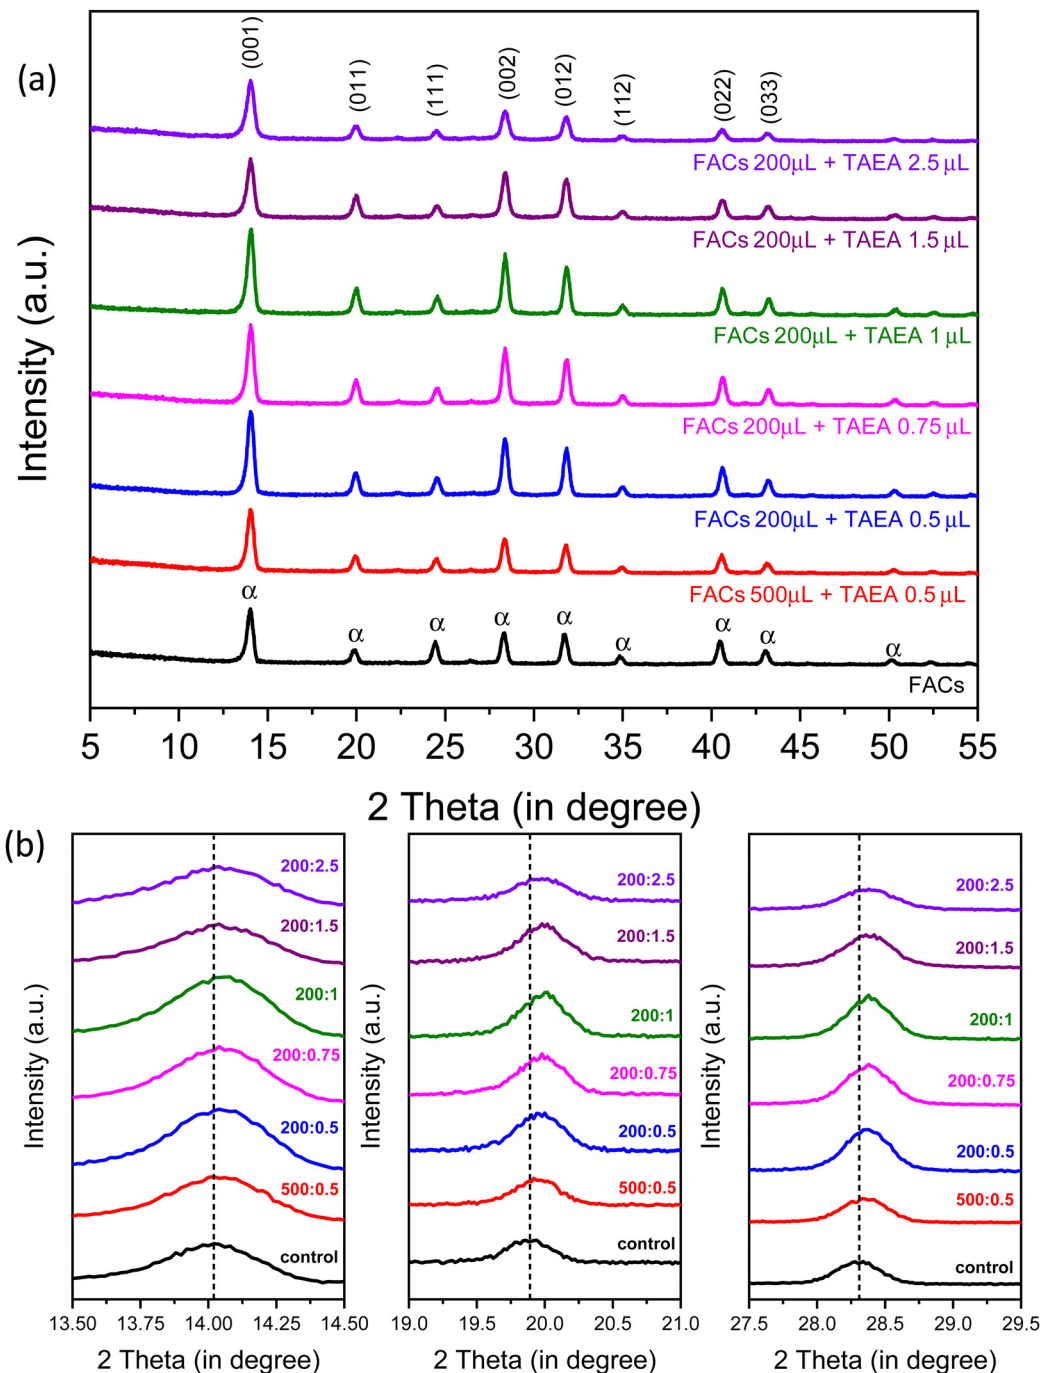 (a)
(001)
(011)
(111)
(002)
(012)
(112)
(022)
(033)
FACs 200μL + TAEA 2.5 μL
FACs 200μL + TAEA 1.5 μL
FACs 200μL + TAEA 1 μL
FACs 200μL + TAEA 0.75 μL
FACs 200μL + TAEA 0.5 μL
FACs 500μL + TAEA 0.5 μL
α α α α α α α α α
FACs
Intensity (a.u.)
5 10 15 20 25 30 35 40 45 50 55
2 Theta (in degree)
(b)
Intensity (a.u.)
200:2.5
200:1.5
200:1
200:0.75
200:0.5
500:0.5
control
13.50 13.75 14.00 14.25 14.50
2 Theta (in degree)
Intensity (a.u.)
200:2.5
200:1.5
200:1
200:0.75
200:0.5
500:0.5
control
19.0 19.5 20.0 20.5 21.0
2 Theta (in degree)
Intensity (a.u.)
200:2.5
200:1.5
200:1
200:0.75
200:0.5
500:0.5
control
27.5 28.0 28.5 29.0 29.5
2 Theta (in degree)